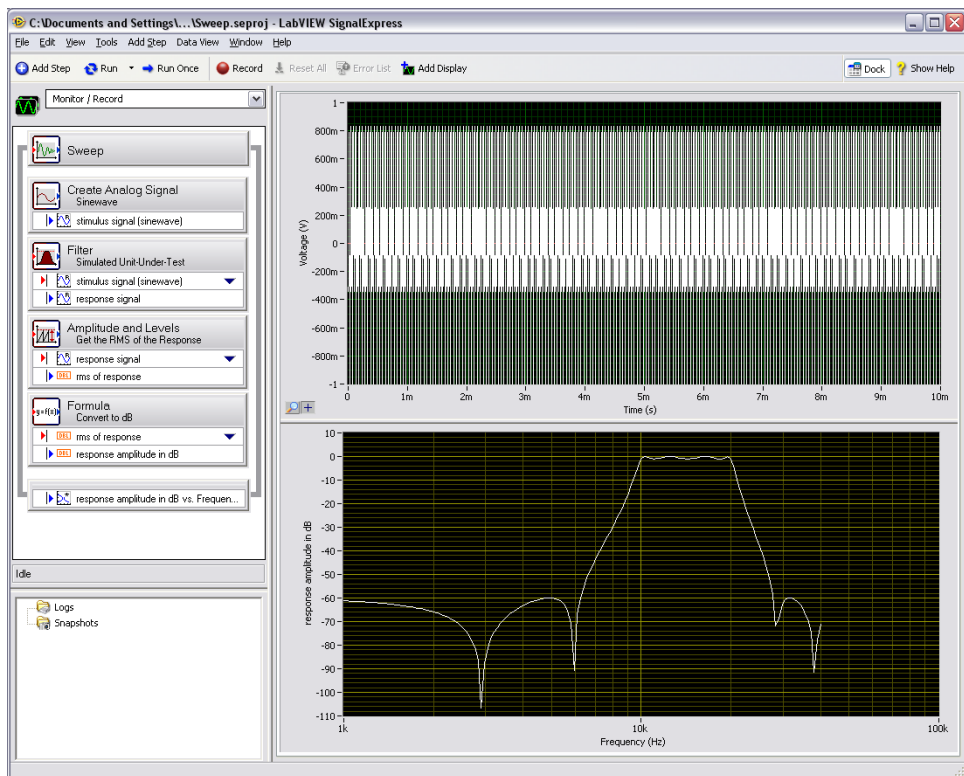 C:\Documents and Settings\...\Sweep.seproj - LabVIEW SignalExpress
File Edit View Tools Add Step Data View Window Help
Add Step Run Run Once Record Reset All Error List Add Display Dock Show Help
Monitor / Record
Sweep
Create Analog Signal
Sinewave
stimulus signal (sinewave)
Filter
Simulated Unit-Under-Test
stimulus signal (sinewave)
response signal
Amplitude and Levels
Get the RMS of the Response
response signal
DBL rms of response
y=f(x)
Formula
Convert to dB
DBL rms of response
DBL response amplitude in dB
response amplitude in dB vs. Frequen...
Idle
Logs
Snapshots
Voltage (V)
1
800m
600m
400m
200m
0
-200m
-400m
-600m
-800m
-1
0 1m 2m 3m 4m 5m 6m 7m 8m 9m 10m
Time (s)
response amplitude in dB
10
0
-10
-20
-30
-40
-50
-60
-70
-80
-90
-100
-110
1k 10k 100k
Frequency (Hz)